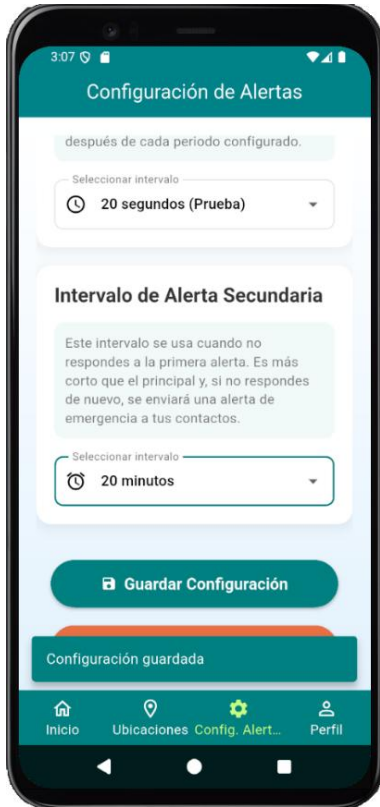 3:07
Configuración de Alertas
después de cada periodo configurado.
Seleccionar intervalo
20 segundos (Prueba)
Intervalo de Alerta Secundaria
Este intervalo se usa cuando no
respondes a la primera alerta. Es más
corto que el principal y, si no respondes
de nuevo, se enviará una alerta de
emergencia a tus contactos.
Seleccionar intervalo
20 minutos
Guardar Configuración
Configuración guardada
Inicio Ubicaciones Config. Alert... Perfil